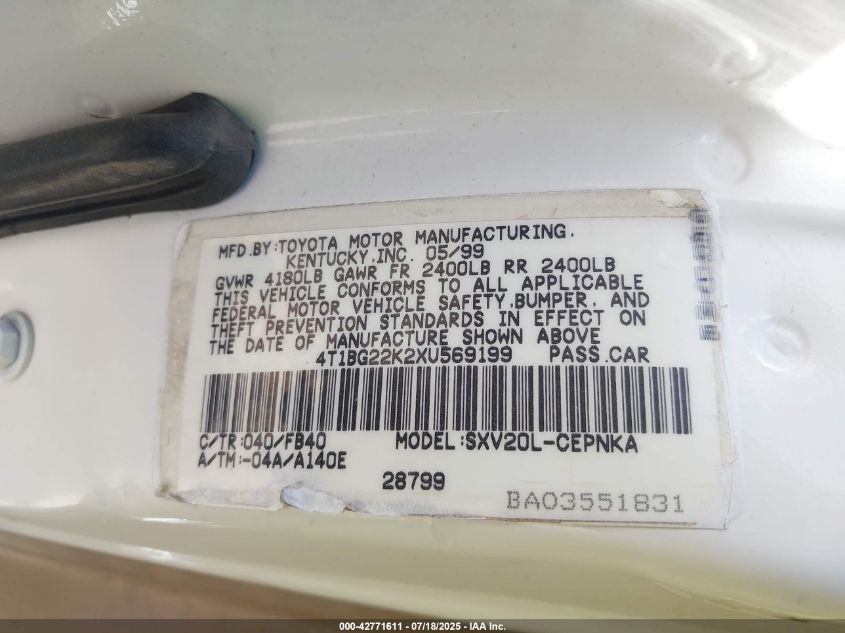 MFD.BY:TOYOTA MOTOR MANUFACTURING.
KENTUCKY.INC. 05/99
GVWR 4180LB GAWR FR 2400LB RR 2400LB
THIS VEHICLE CONFORMS TO ALL APPLICABLE
FEDERAL MOTOR VEHICLE SAFETY.BUMPER. AND
THEFT PREVENTION STANDARDS IN EFFECT ON
THE DATE OF MANUFACTURE SHOWN ABOVE
4T1BG22K2XU569199 PASS.CAR
C/TR:040/FB40 MODEL:SXV20L-CEPNKA
A/TM:-04A/A140E
28799
BA03551831
000-42771611 - 07/18/2025 - IAA Inc.